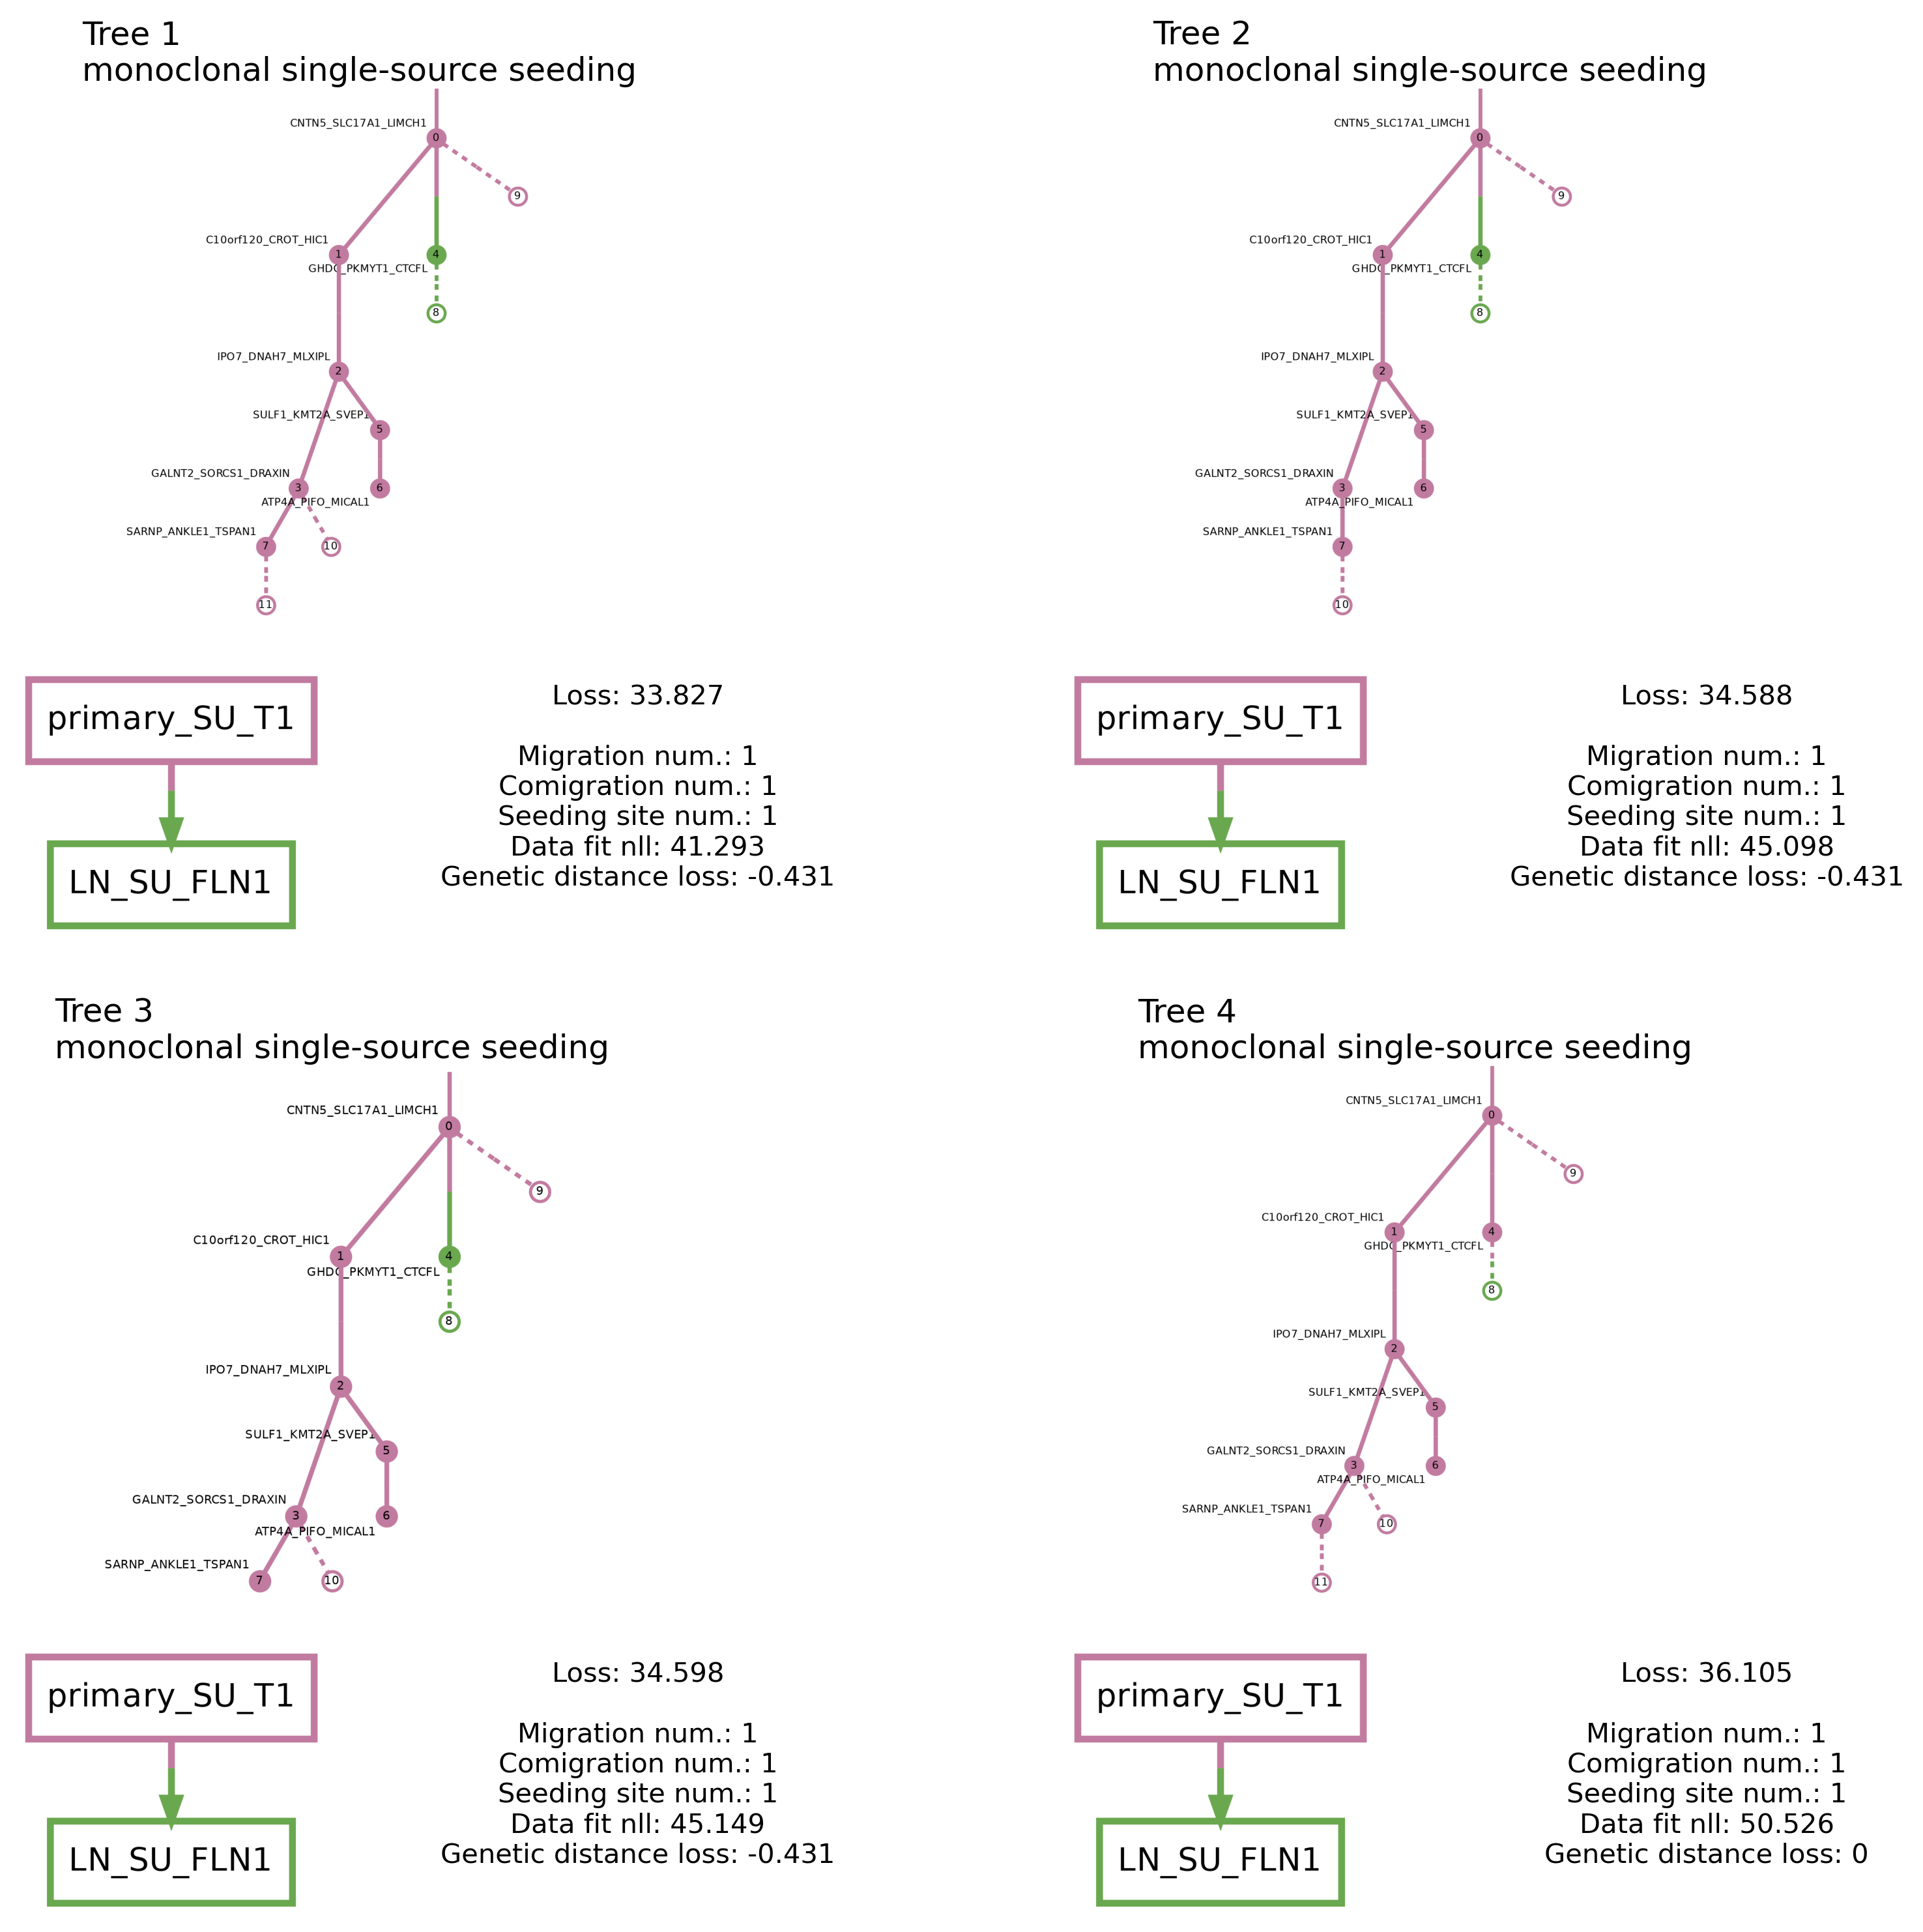 Tree 1
monoclonal single-source seeding
CNTN5_SLC17A1_LIMCH1
0
9
C10orf120_CROT_HIC1
1
4
GHDC_PKMYT1_CTCFL
8
IPO7_DNAH7_MLXIPL
2
SULF1_KMT2A_SVEP1
5
GALNT2_SORCS1_DRAXIN
3
6
ATP4A_PIFO_MICAL1
SARNP_ANKLE1_TSPAN1
7
10
11
primary_SU_T1
LN_SU_FLN1
Loss: 33.827
Migration num.: 1
Comigration num.: 1
Seeding site num.: 1
Data fit nll: 41.293
Genetic distance loss: -0.431
Tree 2
monoclonal single-source seeding
CNTN5_SLC17A1_LIMCH1
0
9
C10orf120_CROT_HIC1
1
4
GHDC_PKMYT1_CTCFL
8
IPO7_DNAH7_MLXIPL
2
SULF1_KMT2A_SVEP1
5
GALNT2_SORCS1_DRAXIN
3
6
ATP4A_PIFO_MICAL1
SARNP_ANKLE1_TSPAN1
7
10
primary_SU_T1
LN_SU_FLN1
Loss: 34.588
Migration num.: 1
Comigration num.: 1
Seeding site num.: 1
Data fit nll: 45.098
Genetic distance loss: -0.431
Tree 3
monoclonal single-source seeding
CNTN5_SLC17A1_LIMCH1
0
9
C10orf120_CROT_HIC1
1
4
GHDC_PKMYT1_CTCFL
8
IPO7_DNAH7_MLXIPL
2
SULF1_KMT2A_SVEP1
5
GALNT2_SORCS1_DRAXIN
3
6
ATP4A_PIFO_MICAL1
SARNP_ANKLE1_TSPAN1
7
10
primary_SU_T1
LN_SU_FLN1
Loss: 34.598
Migration num.: 1
Comigration num.: 1
Seeding site num.: 1
Data fit nll: 45.149
Genetic distance loss: -0.431
Tree 4
monoclonal single-source seeding
CNTN5_SLC17A1_LIMCH1
0
9
C10orf120_CROT_HIC1
1
4
GHDC_PKMYT1_CTCFL
8
IPO7_DNAH7_MLXIPL
2
SULF1_KMT2A_SVEP1
5
GALNT2_SORCS1_DRAXIN
3
6
ATP4A_PIFO_MICAL1
SARNP_ANKLE1_TSPAN1
7
10
11
primary_SU_T1
LN_SU_FLN1
Loss: 36.105
Migration num.: 1
Comigration num.: 1
Seeding site num.: 1
Data fit nll: 50.526
Genetic distance loss: 0